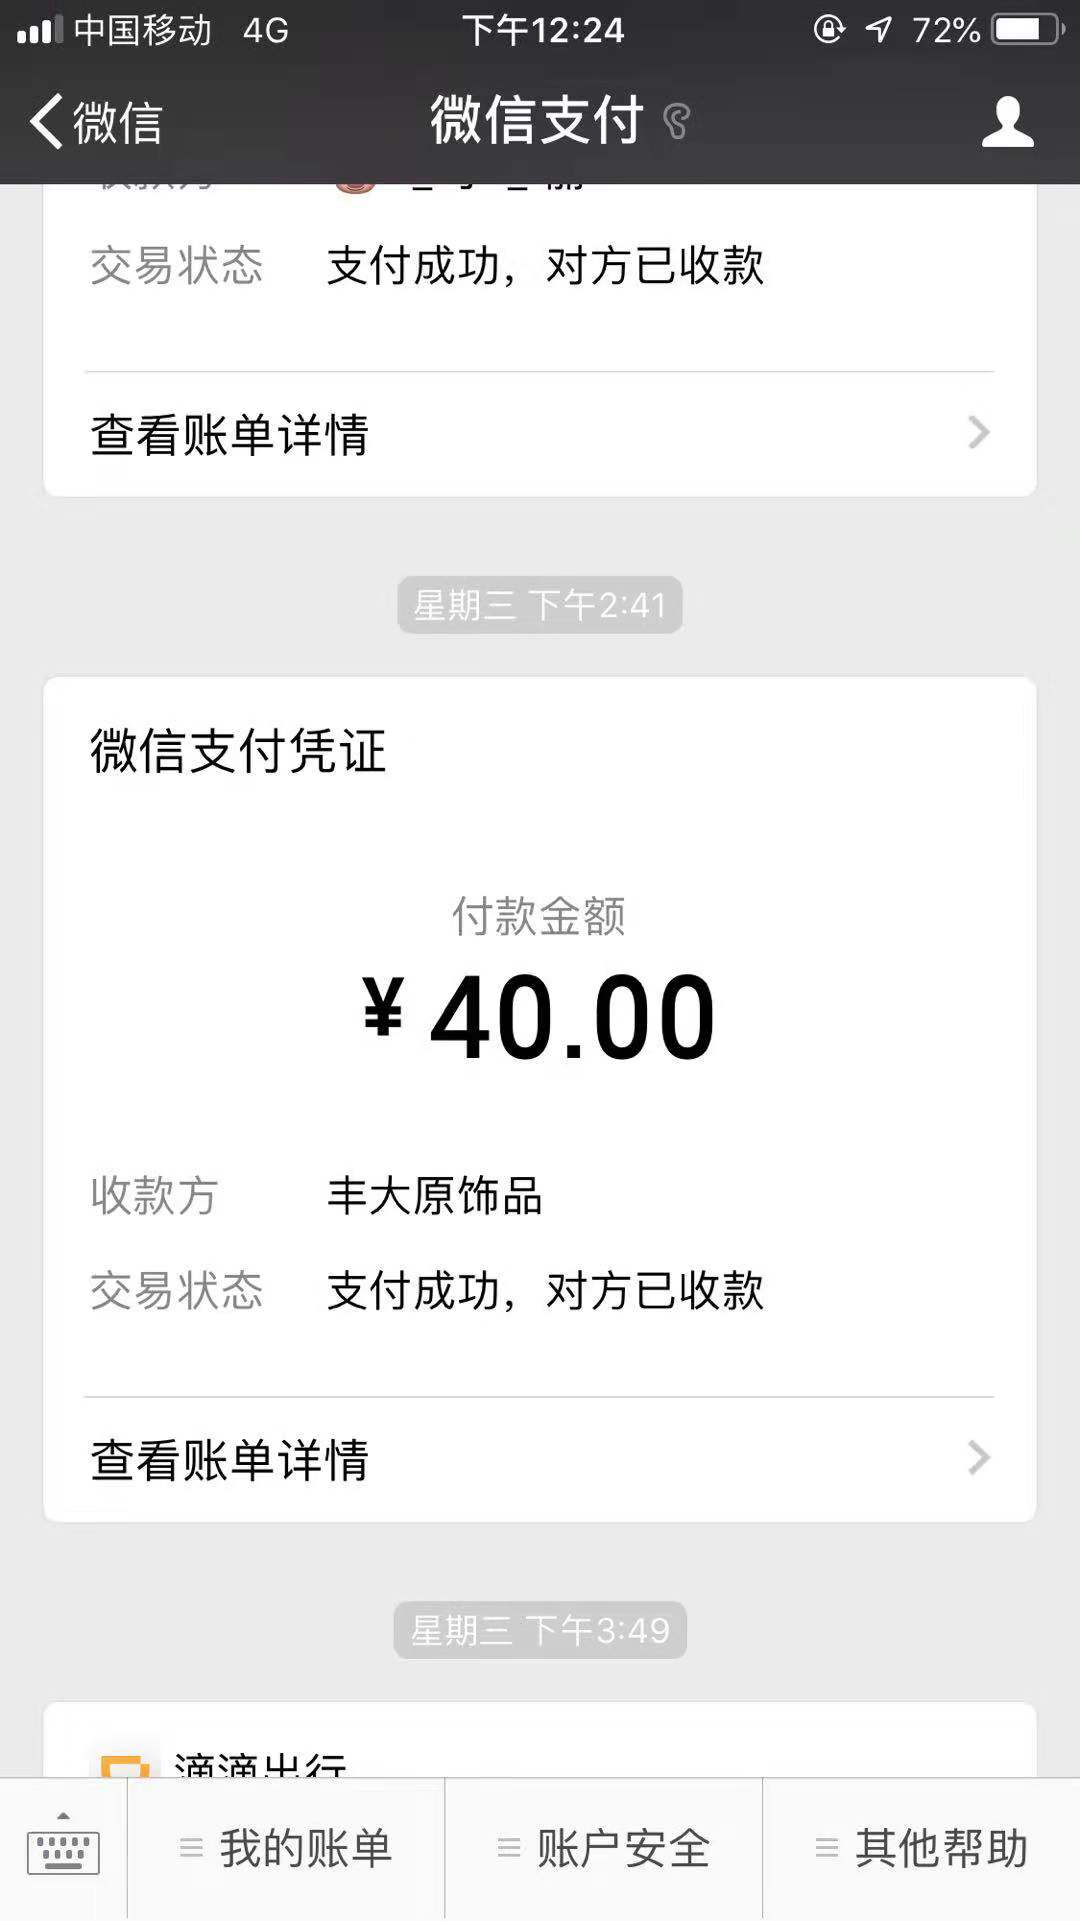 中国移动 4G 下午12:24 72%
微信 微信支付
交易状态 支付成功，对方已收款
查看账单详情
星期三 下午2:41
微信支付凭证
付款金额
¥40.00
收款方 丰大原饰品
交易状态 支付成功，对方已收款
查看账单详情
星期三 下午3:49
滴滴出行
我的账单 账户安全 其他帮助